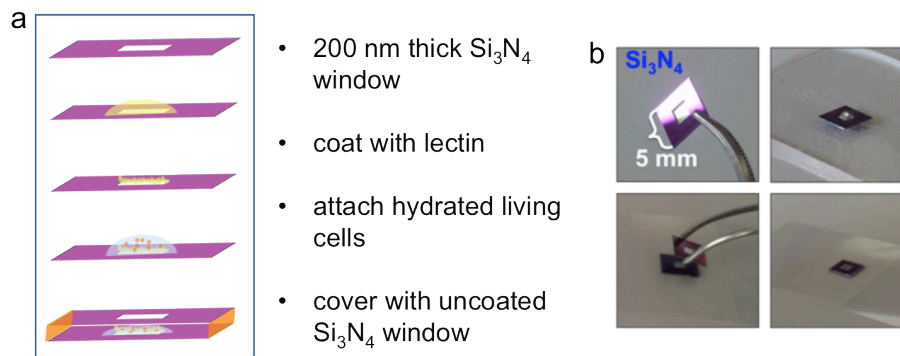 a
• 200 nm thick Si₃N₄
window
• coat with lectin
• attach hydrated living
cells
• cover with uncoated
Si₃N₄ window
b
Si₃N₄
5 mm